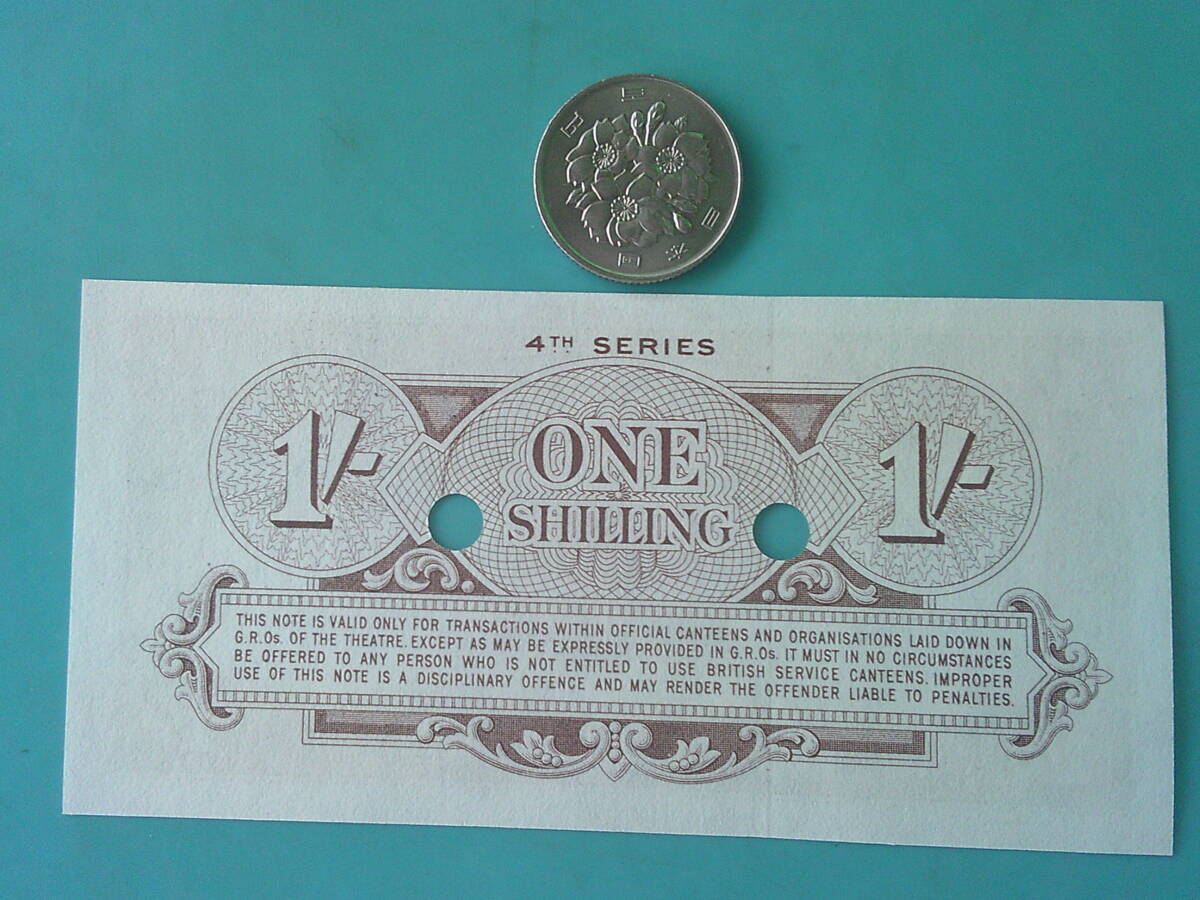 日本国
百円
4TH SERIES
1/-
ONE
SHILLING
1/-
THIS NOTE IS VALID ONLY FOR TRANSACTIONS WITHIN OFFICIAL CANTEENS AND ORGANISATIONS LAID DOWN IN
G.R.Os. OF THE THEATRE. EXCEPT AS MAY BE EXPRESSLY PROVIDED IN G.R.Os. IT MUST IN NO CIRCUMSTANCES
BE OFFERED TO ANY PERSON WHO IS NOT ENTITLED TO USE BRITISH SERVICE CANTEENS. IMPROPER
USE OF THIS NOTE IS A DISCIPLINARY OFFENCE AND MAY RENDER THE OFFENDER LIABLE TO PENALTIES.